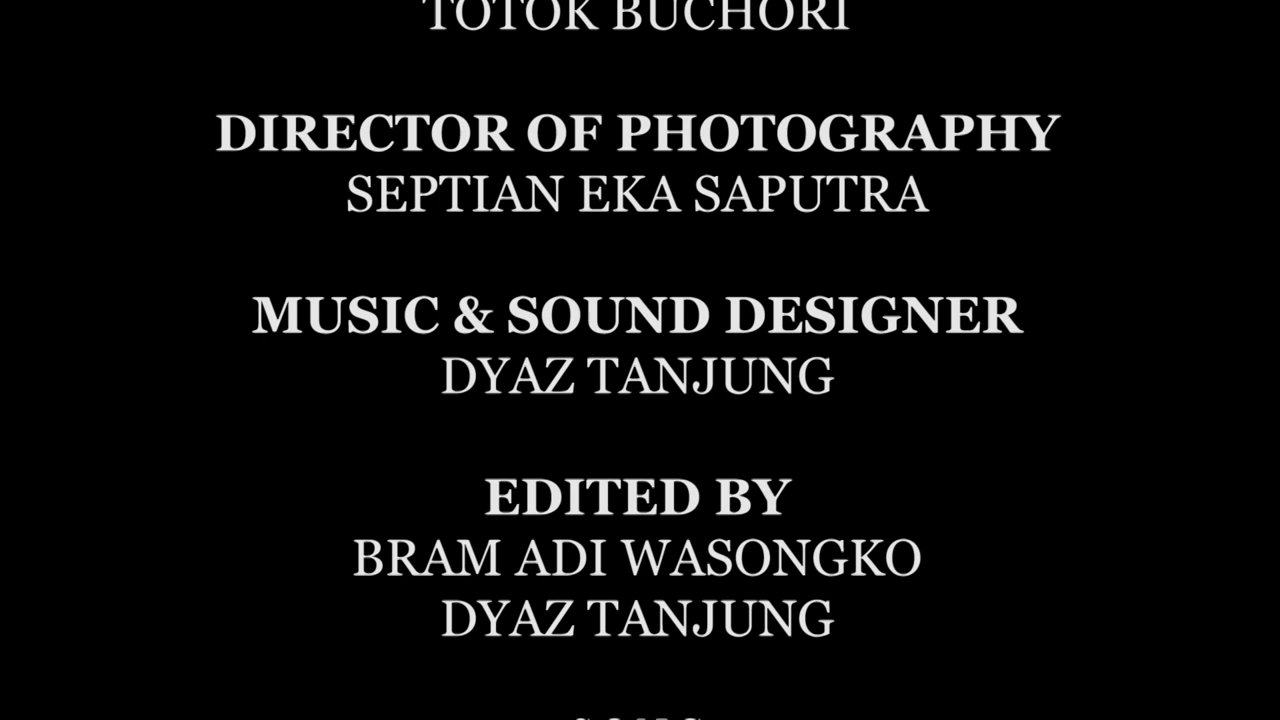 TOTOK BUCHORI
DIRECTOR OF PHOTOGRAPHY
SEPTIAN EKA SAPUTRA
MUSIC & SOUND DESIGNER
DYAZ TANJUNG
EDITED BY
BRAM ADI WASONGKO
DYAZ TANJUNG